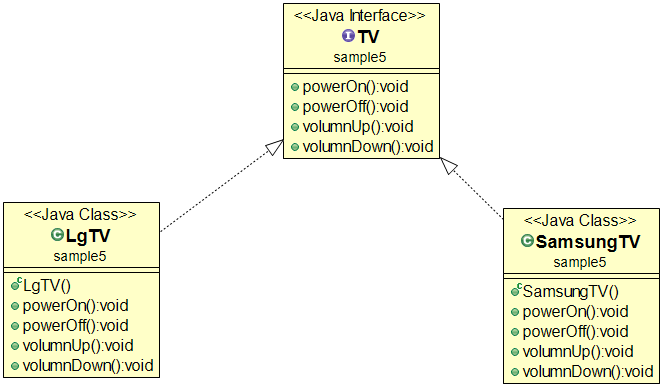 <<Java Interface>>
TV
sample5
powerOn():void
powerOff():void
volumnUp():void
volumnDown():void
<<Java Class>>
LgTV
sample5
LgTV()
powerOn():void
powerOff():void
volumnUp():void
volumnDown():void
<<Java Class>>
SamsungTV
sample5
SamsungTV()
powerOn():void
powerOff():void
volumnUp():void
volumnDown():void